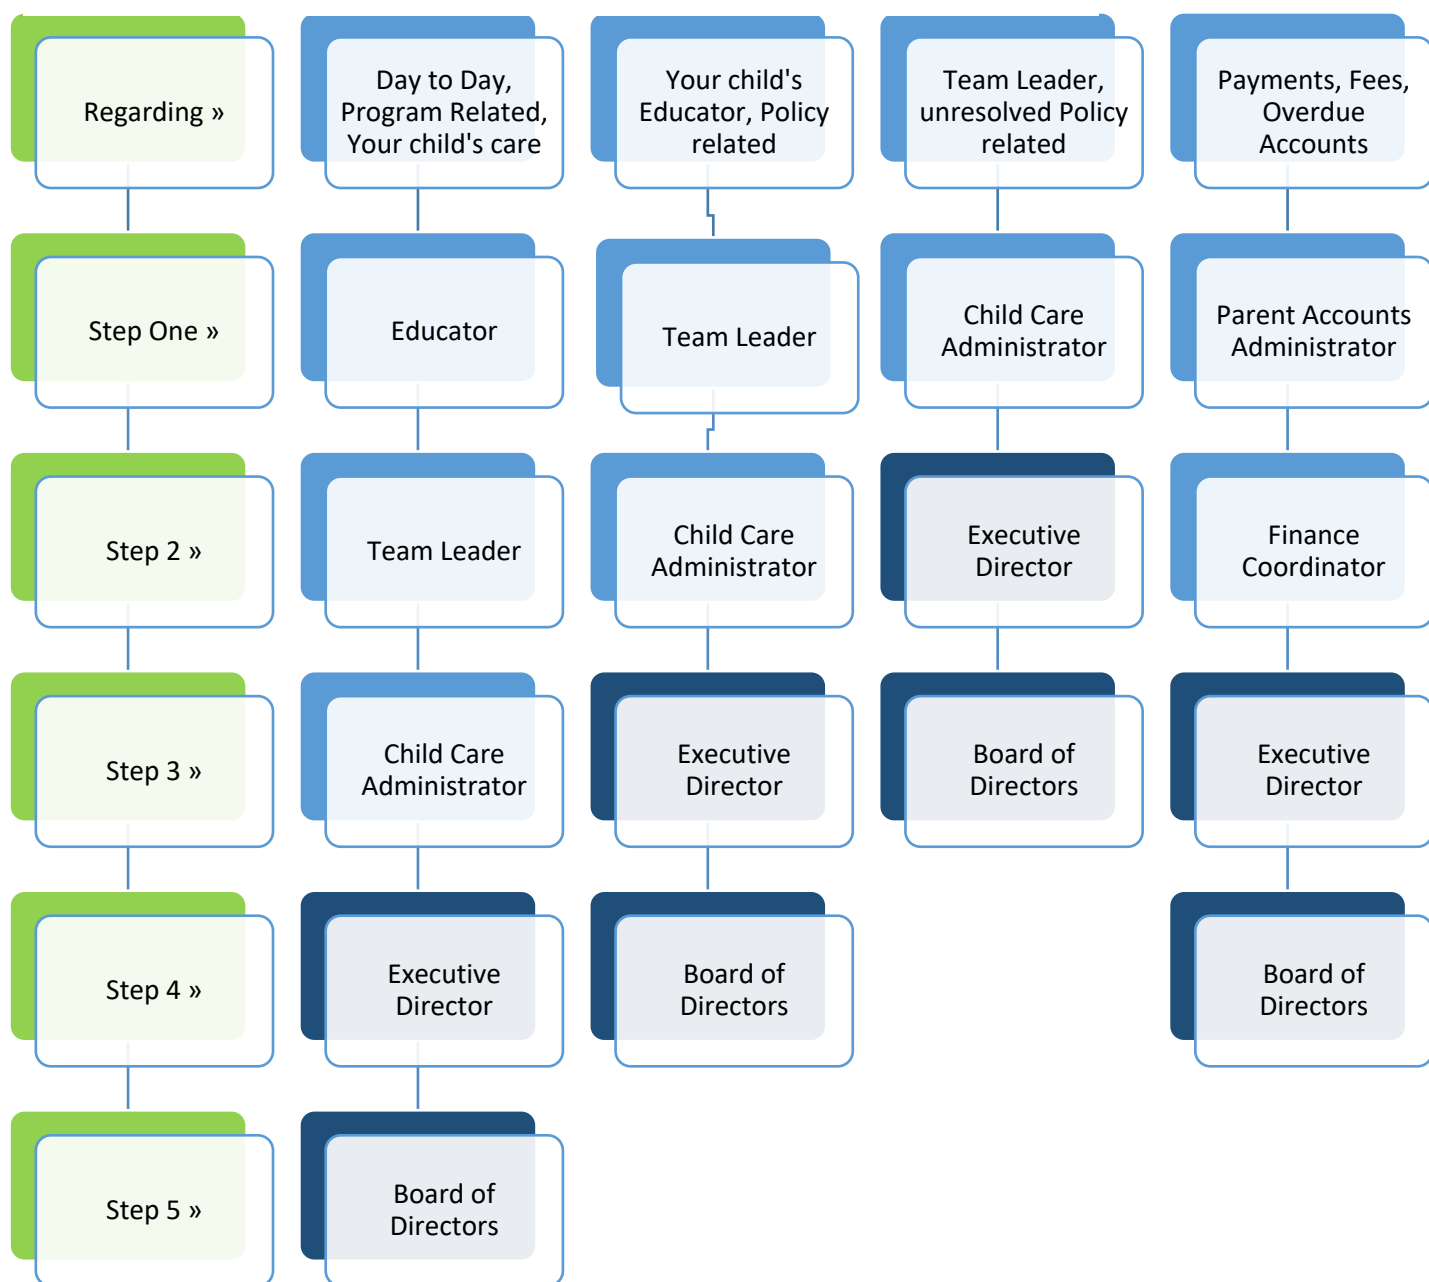 Regarding »
Day to Day,
Program Related,
Your child's care
Your child's
Educator, Policy
related
Team Leader,
unresolved Policy
related
Payments, Fees,
Overdue
Accounts
Step One »
Educator
Team Leader
Child Care
Administrator
Parent Accounts
Administrator
Step 2 »
Team Leader
Child Care
Administrator
Executive
Director
Finance
Coordinator
Step 3 »
Child Care
Administrator
Executive
Director
Board of
Directors
Executive
Director
Step 4 »
Executive
Director
Board of
Directors
Board of
Directors
Step 5 »
Board of
Directors